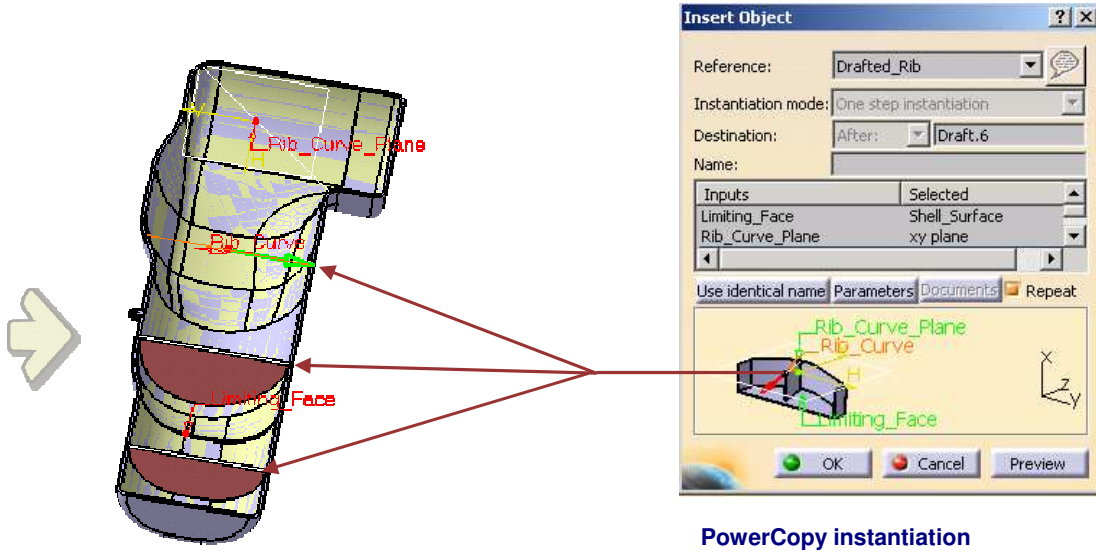 Insert Object
Reference: Drafted_Rib
Instantiation mode: One step instantiation
Destination: After: Draft.6
Name:
Inputs Selected
Limiting_Face Shell_Surface
Rib_Curve_Plane xy plane
Use identical name Parameters Documents Repeat
Rib_Curve_Plane
Rib_Curve
H
Limiting_Face
X
Z
Y
OK Cancel Preview
V
Rib_Curve_Plane
H
Rib_Curve
Limiting_Face
PowerCopy instantiation